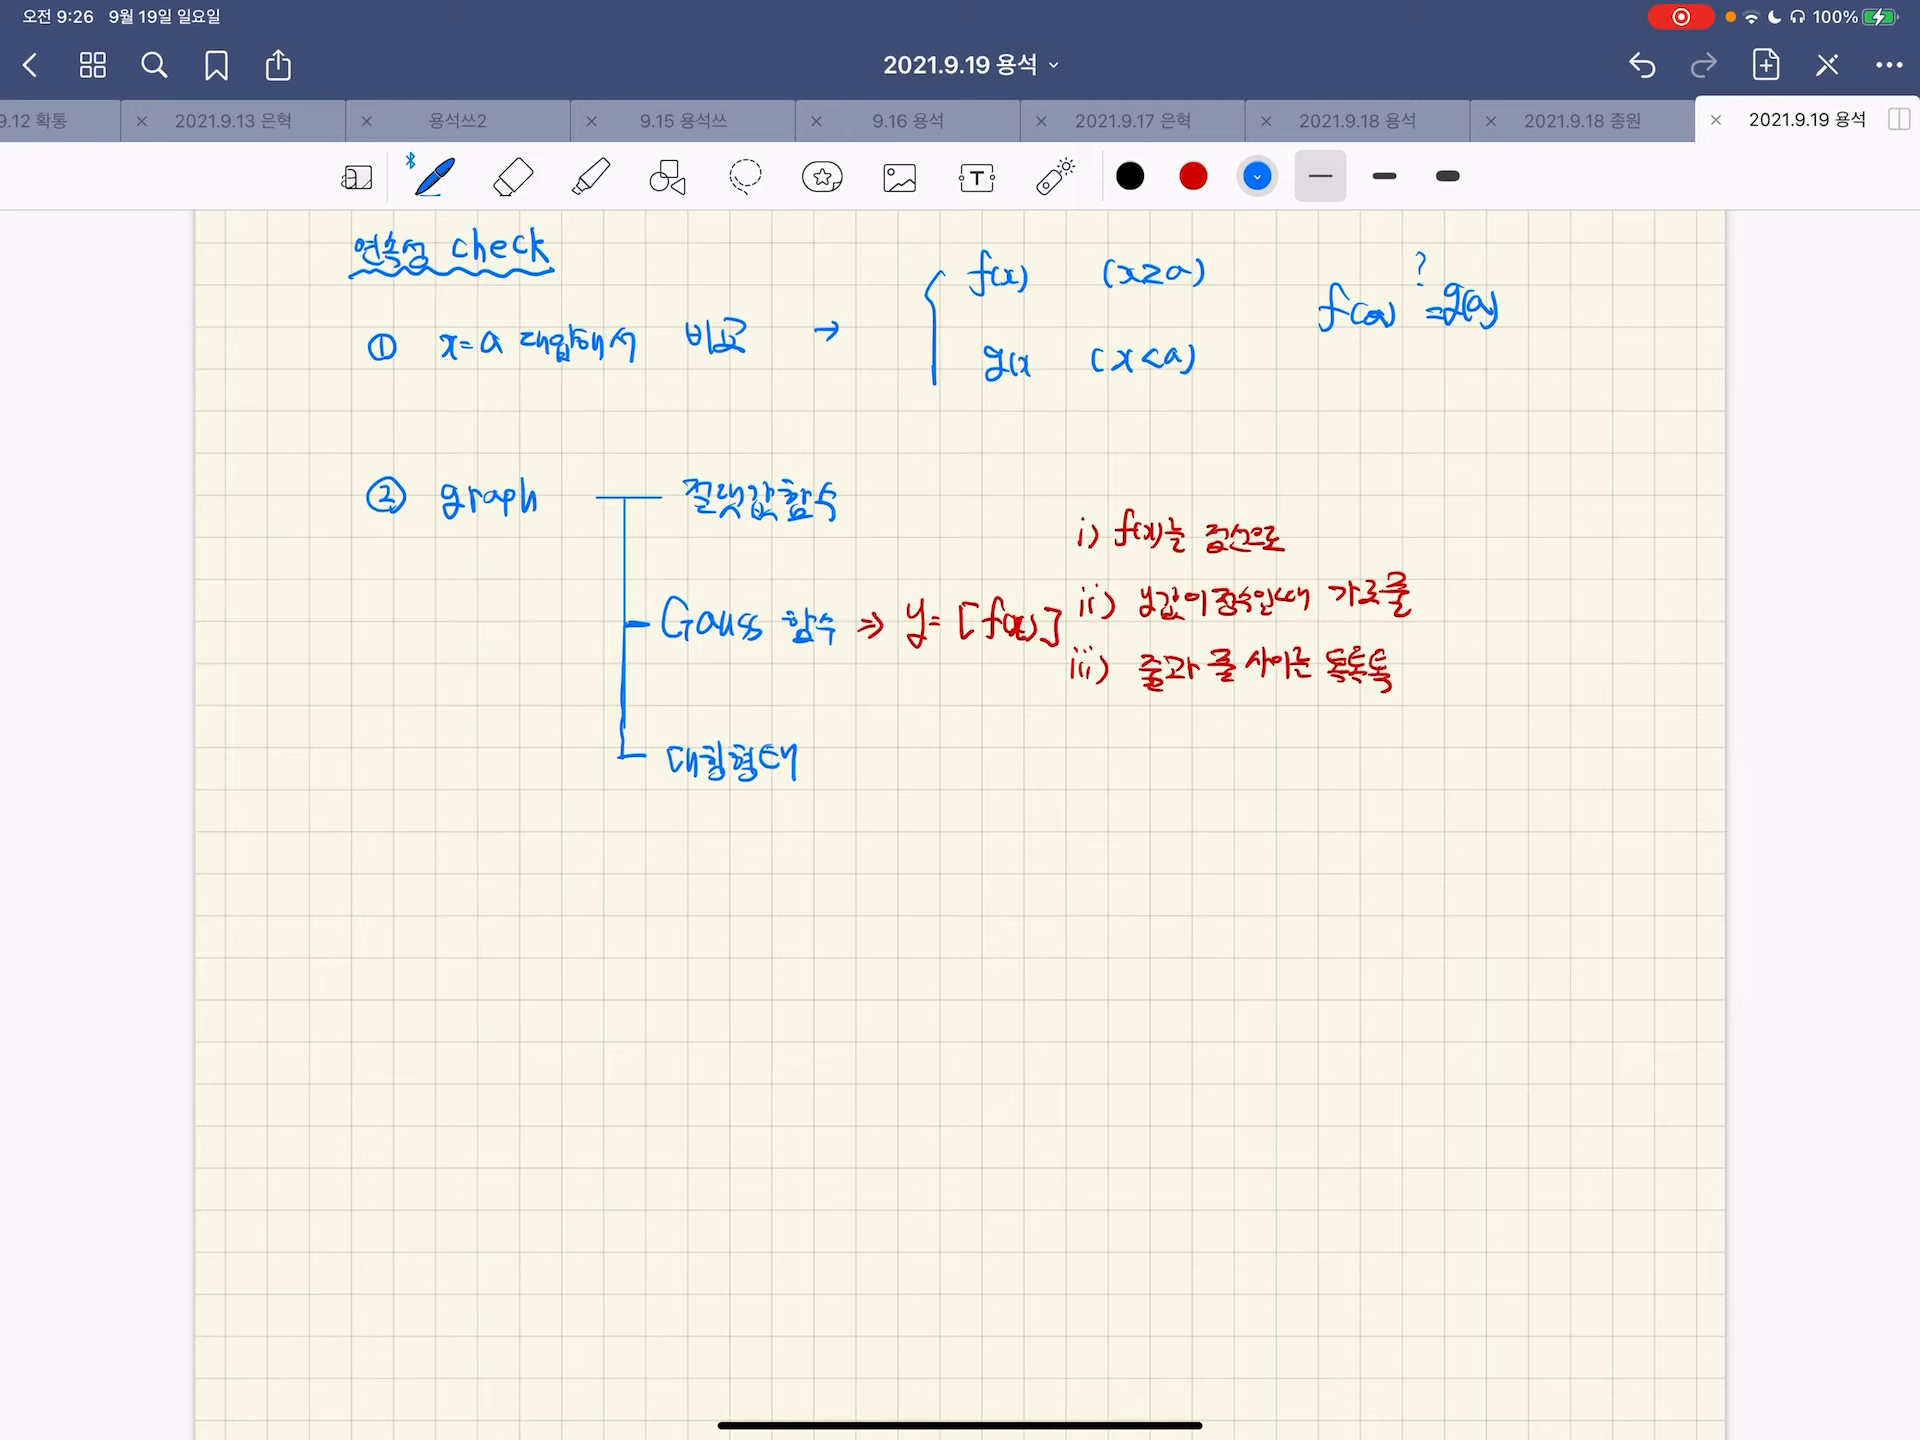 오전 9:26 9월 19일 일요일
100%
2021.9.19 용석
9.12 확통
2021.9.13 은혁
용석쓰2
9.15 용석쓰
9.16 용석
2021.9.17 은혁
2021.9.18 용석
2021.9.18 종원
2021.9.19 용석
연속성 check
① x=a 대입해서 비교 → f(x) (x≥a)
g(x (x<a)
?
f(a) = g(a)
② graph 절댓값함수
Gauss 함수 ⇒ y= [f(x)]
i) f(x)는 점선으로
ii) y값이 정수인때 가로줄
iii) 줄과 줄 사이는 톡톡톡
대칭형태